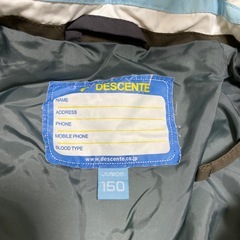 DESCENTE
NAME
ADDRESS
PHONE
MOBILE PHONE
BLOOD TYPE
www.descente.co.jp
JUNIOR
150